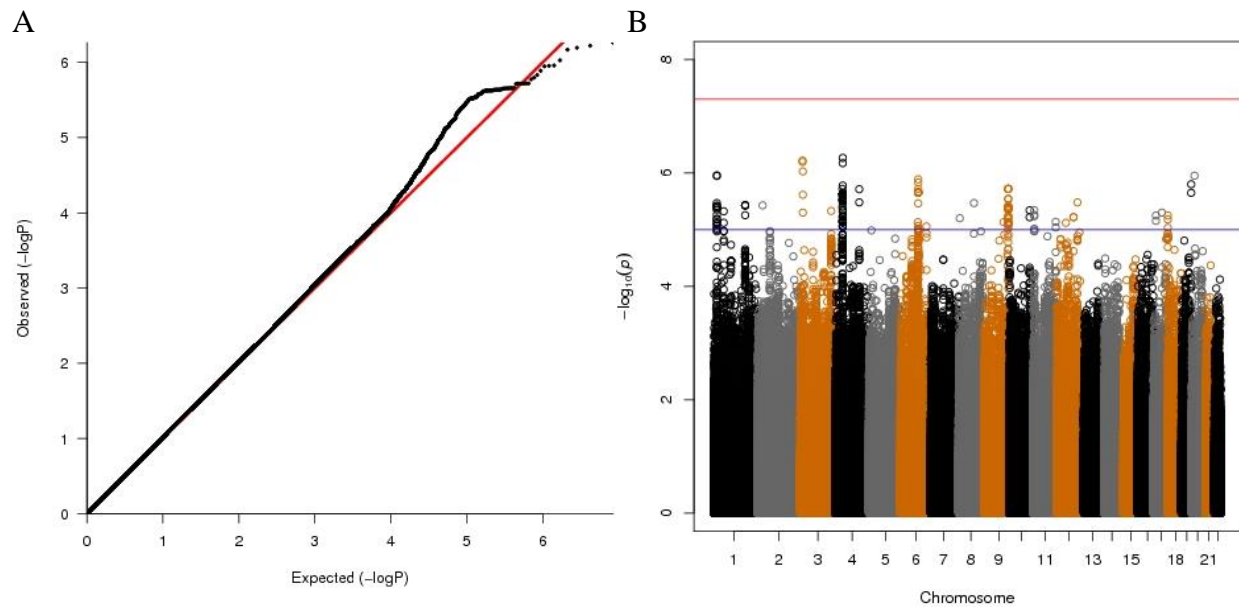 A
B
6
5
4
3
2
1
0
0 1 2 3 4 5 6
Observed (−logP)
Expected (−logP)
8
6
4
2
0
−log₁₀(p)
1 2 3 4 5 6 7 8 9 11 13 15 18 21
Chromosome